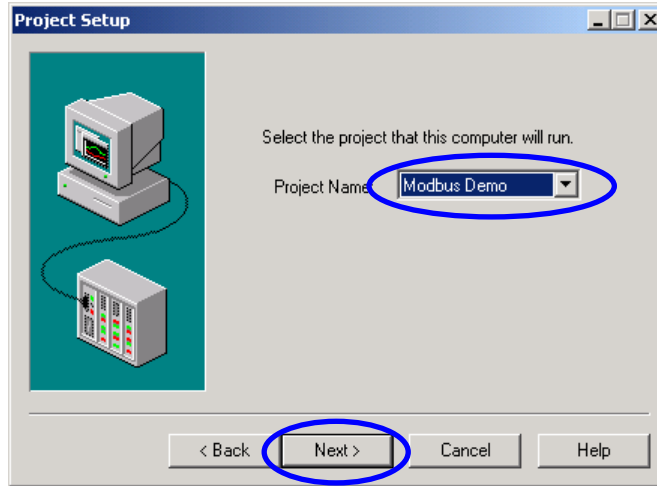 Project Setup
Select the project that this computer will run.
Project Name
Modbus Demo
< Back
Next >
Cancel
Help